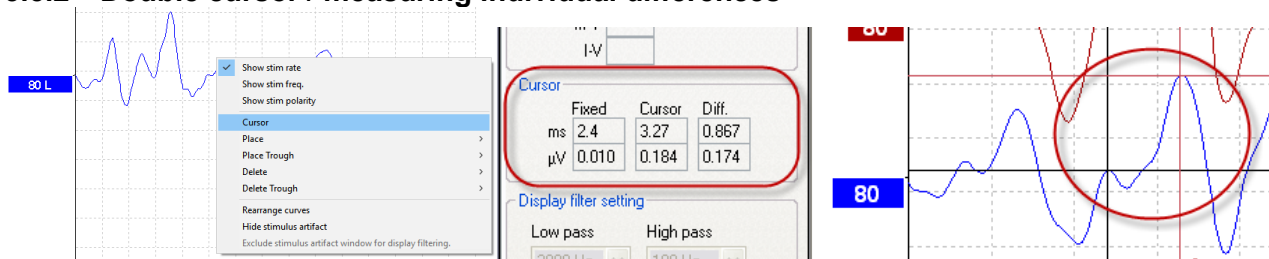 Double cursor / measuring individual differences
80 L
Show stim rate
Show stim freq.
Show stim polarity
Cursor
Place
Place Trough
Delete
Delete Trough
Rearrange curves
Hide stimulus artifact
Exclude stimulus artifact window for display filtering.
I-V
Cursor
Fixed Cursor Diff.
ms 2.4 3.27 0.867
µV 0.010 0.184 0.174
Display filter setting
Low pass High pass
80
80